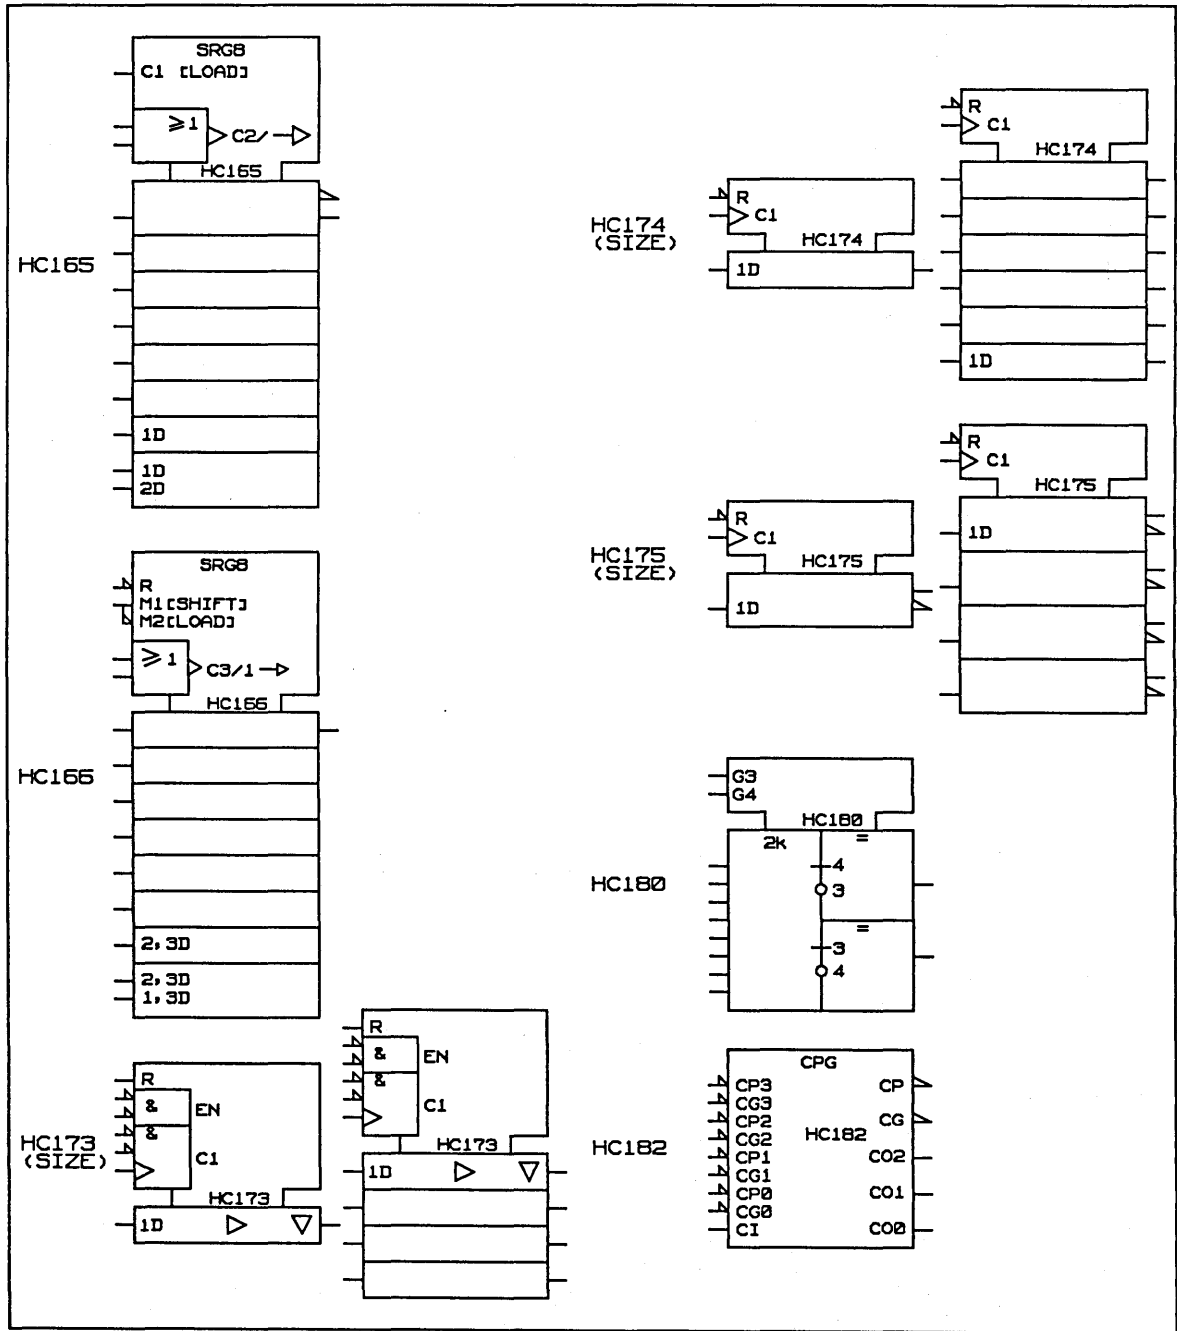 SRG8
C1 [LOAD]
≥1
C2/
HC165
HC165
1D
1D
2D
SRG8
R
M1[SHIFT]
M2[LOAD]
≥1
C3/1
HC166
HC166
2,3D
2,3D
1,3D
R
&
EN
&
C1
HC173
(SIZE)
HC173
1D
R
&
EN
&
C1
HC173
1D
HC174
(SIZE)
R
C1
HC174
1D
R
C1
HC174
1D
HC175
(SIZE)
R
C1
HC175
1D
R
C1
HC175
1D
G3
G4
HC180
HC180
2k
=
4
3
=
3
4
HC182
CPG
CP3 CP
CG3
CP2 CG
CG2 HC182
CP1 CO2
CG1
CP0 CO1
CG0
CI CO0